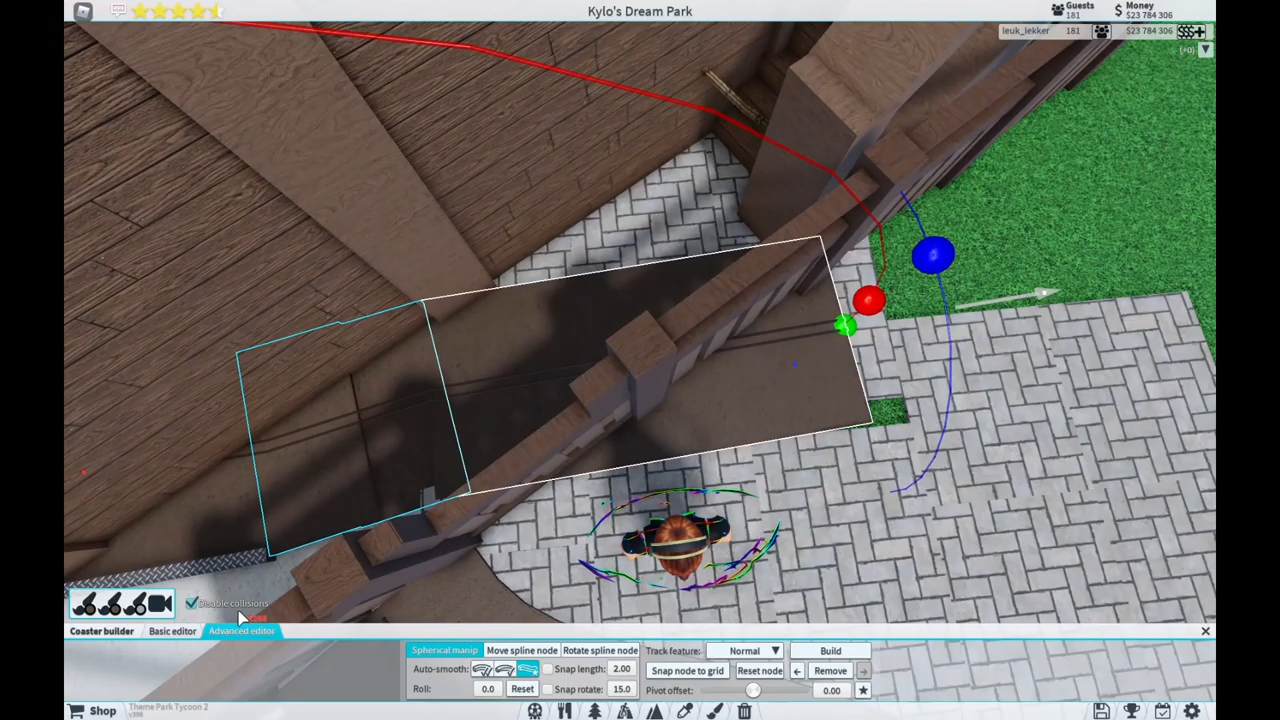 Kylo's Dream Park
Guests
181
$ Money
$23 784 306
leuk_lekker 181 $23 784 306
(+0)
Disable collisions
Coaster builder Basic editor Advanced editor
Spherical manip Move spline node Rotate spline node Track feature: Normal Build
Auto-smooth: Snap length: 2.00 Snap node to grid Reset node Remove
Roll: 0.0 Reset Snap rotate: 15.0 Pivot offset: 0.00
Shop Theme Park Tycoon 2